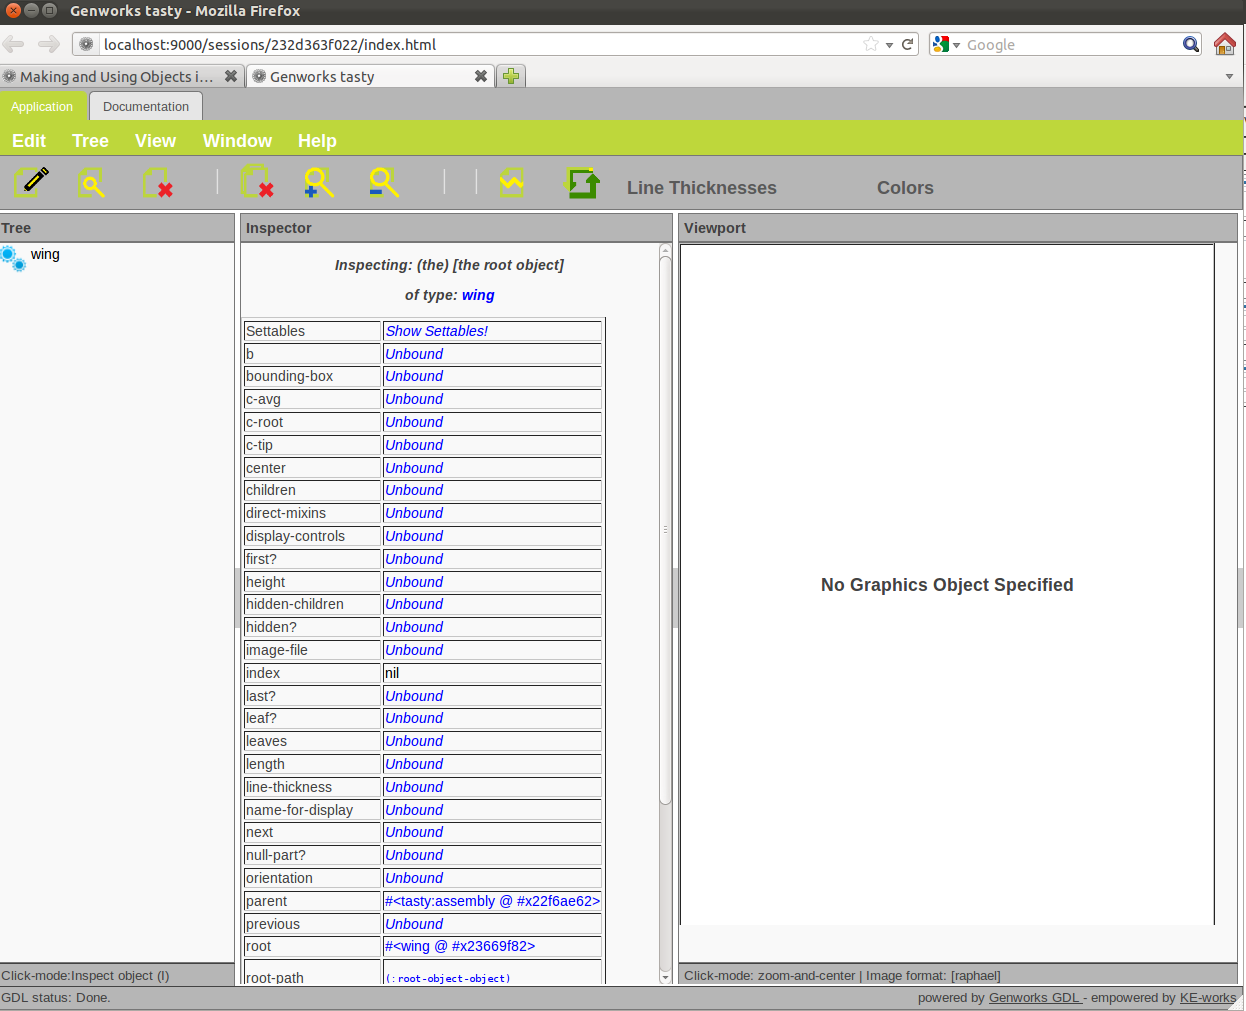 Genworks tasty - Mozilla Firefox
localhost:9000/sessions/232d363f022/index.html
Google
Making and Using Objects i...
Genworks tasty
Application
Documentation
Edit Tree View Window Help
Line Thicknesses Colors
Tree
wing
Click-mode:Inspect object (I)
Inspector
Inspecting: (the) [the root object]
of type: wing
Settables Show Settables!
b Unbound
bounding-box Unbound
c-avg Unbound
c-root Unbound
c-tip Unbound
center Unbound
children Unbound
direct-mixins Unbound
display-controls Unbound
first? Unbound
height Unbound
hidden-children Unbound
hidden? Unbound
image-file Unbound
index nil
last? Unbound
leaf? Unbound
leaves Unbound
length Unbound
line-thickness Unbound
name-for-display Unbound
next Unbound
null-part? Unbound
orientation Unbound
parent #<tasty:assembly @ #x22f6ae62>
previous Unbound
root #<wing @ #x23669f82>
root-path (:root-object-object)
Viewport
No Graphics Object Specified
Click-mode: zoom-and-center | Image format: [raphael]
GDL status: Done.
powered by Genworks GDL - empowered by KE-works